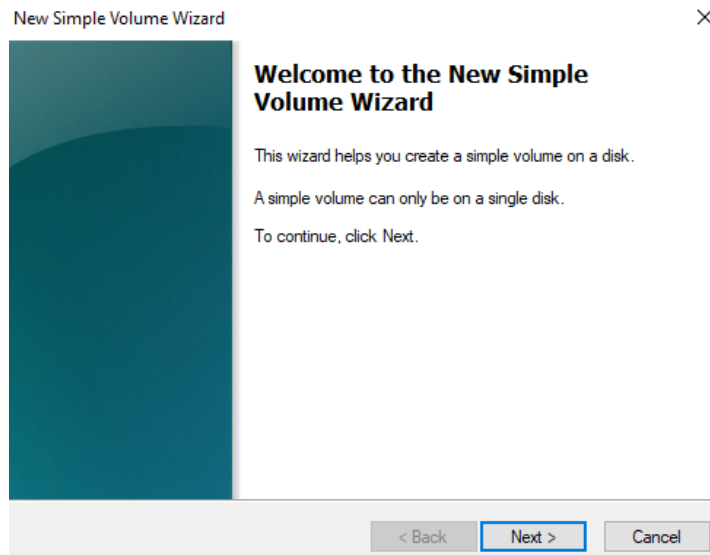 New Simple Volume Wizard
Welcome to the New Simple
Volume Wizard
This wizard helps you create a simple volume on a disk.
A simple volume can only be on a single disk.
To continue, click Next.
< Back Next > Cancel